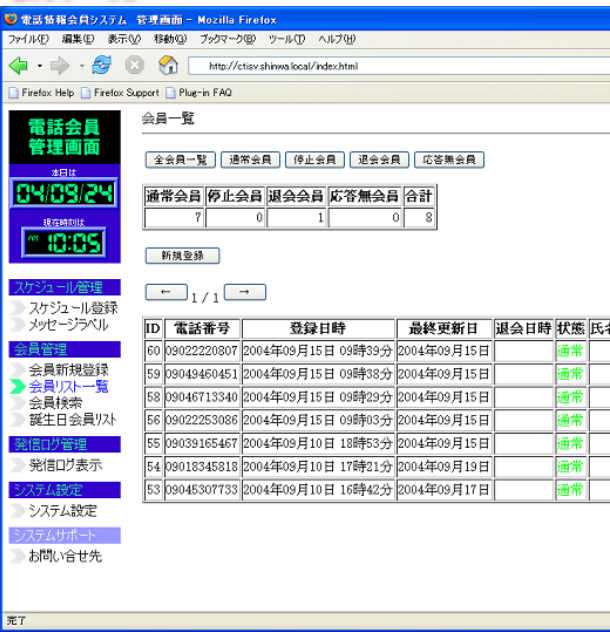 電話情報会員システム 管理画面 - Mozilla Firefox
ファイル(F) 編集(E) 表示(V) 移動(G) ブックマーク(B) ツール(T) ヘルプ(H)
http://ctisv.shinwa.local/index.html
Firefox Help Firefox Support Plug-in FAQ
電話会員
管理画面
本日は
04/09/24
現在時刻は
AM 10:05
スケジュール管理
スケジュール登録
メッセージラベル
会員管理
会員新規登録
会員リスト一覧
会員検索
誕生日会員リスト
発信ログ管理
発信ログ表示
システム設定
システム設定
システムサポート
お問い合せ先
会員一覧
全会員一覧 通常会員 停止会員 退会会員 応答無会員
通常会員 停止会員 退会会員 応答無会員 合計
7 0 1 0 8
新規登録
← 1 / 1 →
ID 電話番号 登録日時 最終更新日 退会日時 状態 氏名
60 09022220807 2004年09月15日 09時39分 2004年09月15日 通常
59 09049460451 2004年09月15日 09時38分 2004年09月15日 通常
58 09046713340 2004年09月15日 09時29分 2004年09月15日 通常
56 09022253086 2004年09月15日 09時03分 2004年09月15日 通常
55 09039165467 2004年09月10日 18時53分 2004年09月15日 通常
54 09018345818 2004年09月10日 17時21分 2004年09月19日 通常
53 09045307733 2004年09月10日 16時42分 2004年09月17日 通常
完了